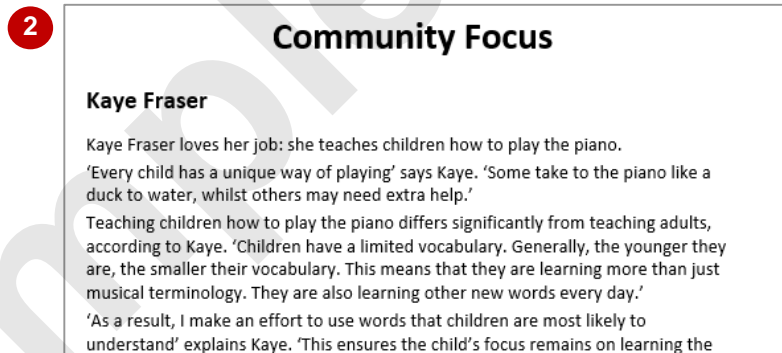 2
Community Focus
Kaye Fraser
Kaye Fraser loves her job: she teaches children how to play the piano.
‘Every child has a unique way of playing’ says Kaye. ‘Some take to the piano like a
duck to water, whilst others may need extra help.’
Teaching children how to play the piano differs significantly from teaching adults,
according to Kaye. ‘Children have a limited vocabulary. Generally, the younger they
are, the smaller their vocabulary. This means that they are learning more than just
musical terminology. They are also learning other new words every day.’
‘As a result, I make an effort to use words that children are most likely to
understand’ explains Kaye. ‘This ensures the child’s focus remains on learning the